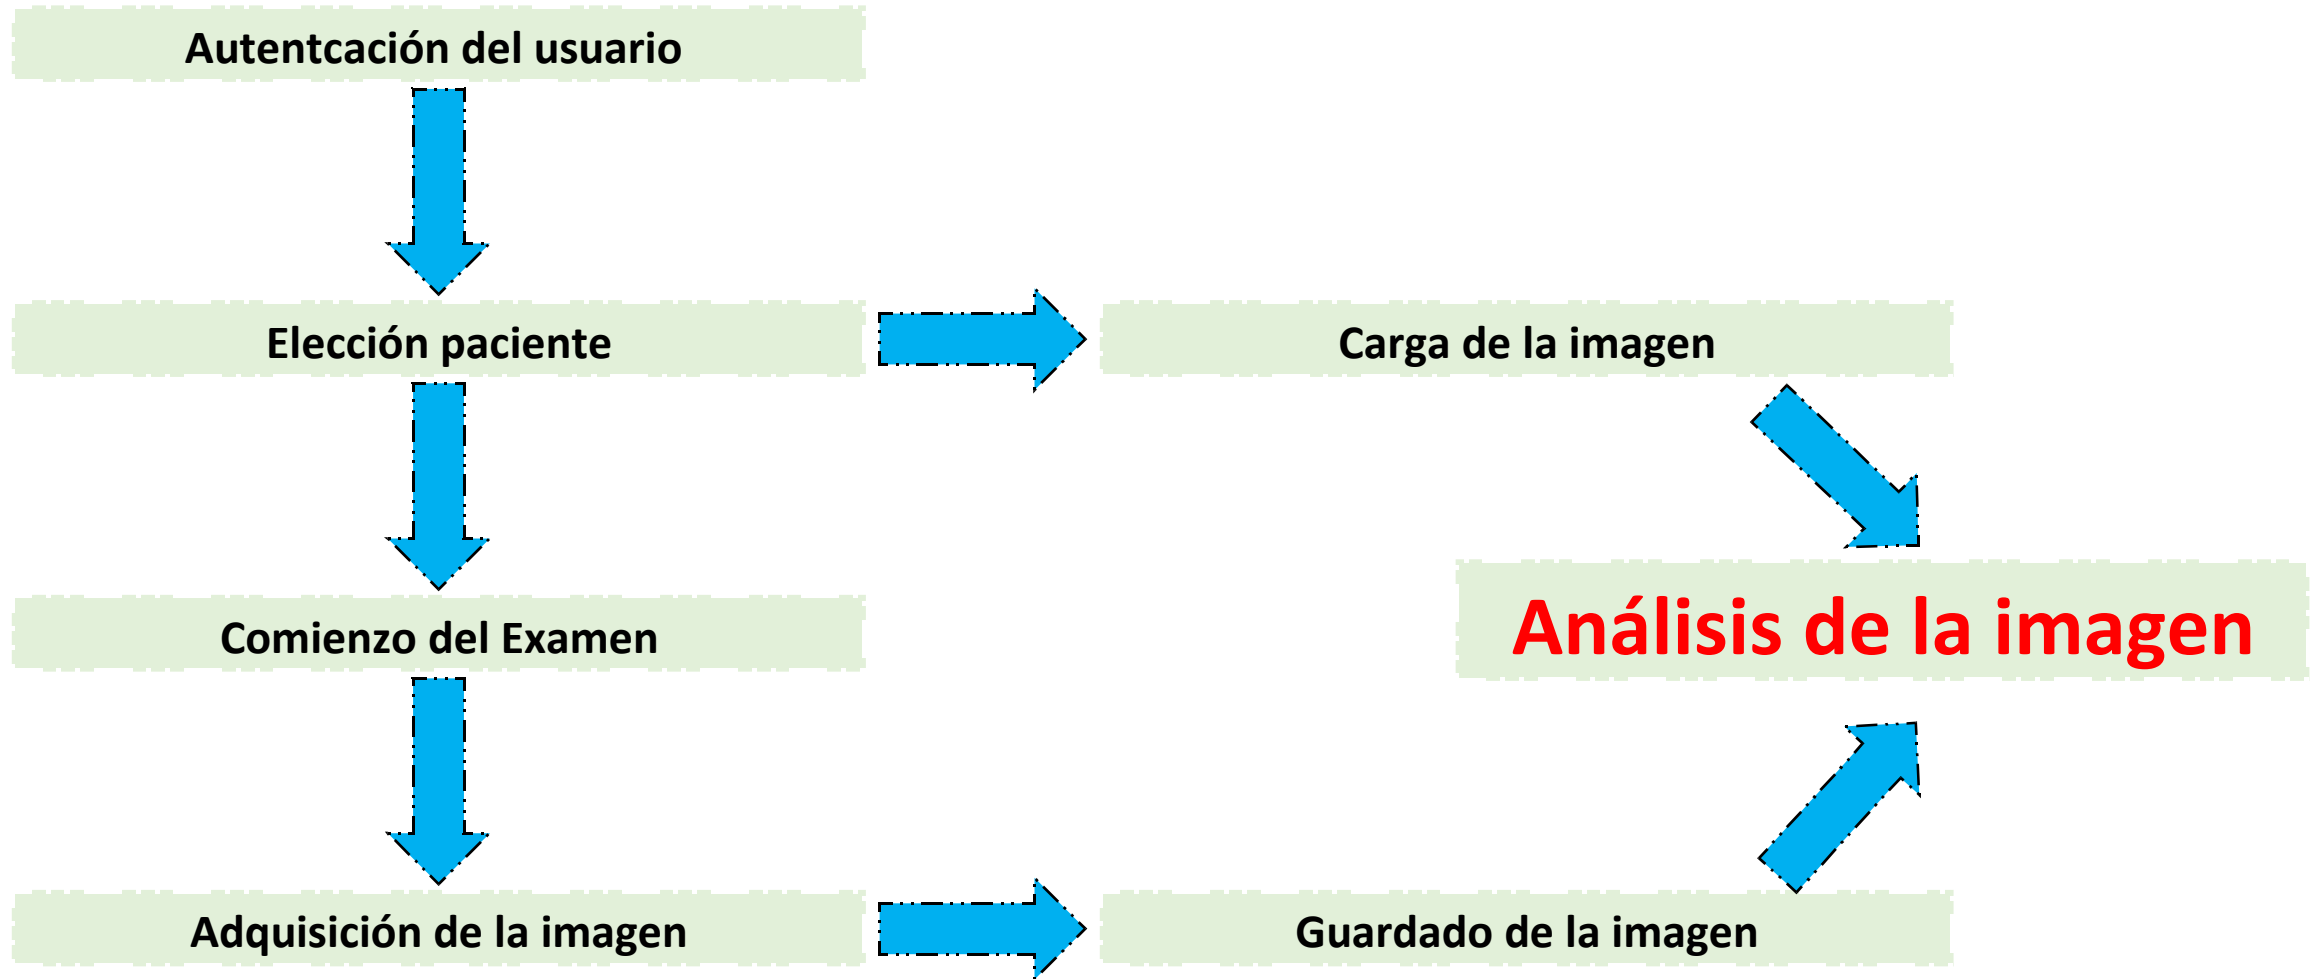 Autentcación del usuario
Elección paciente
Carga de la imagen
Comienzo del Examen
Análisis de la imagen
Adquisición de la imagen
Guardado de la imagen